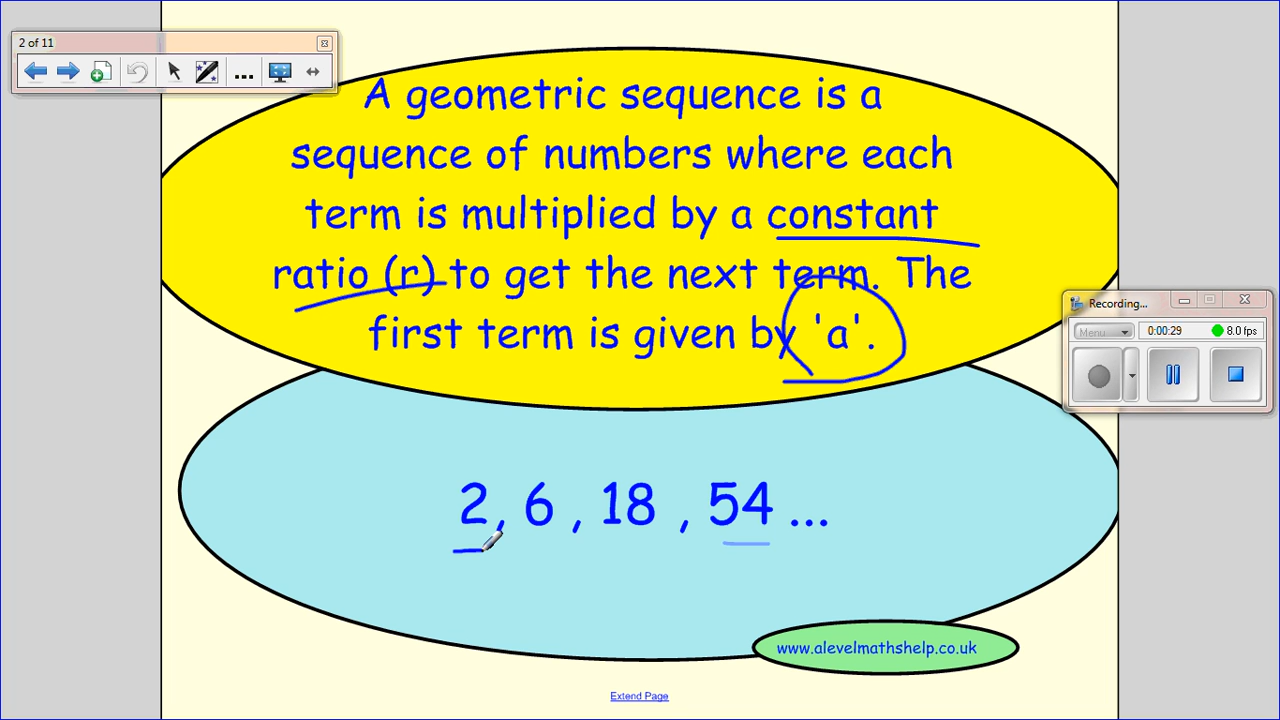 2 of 11
A geometric sequence is a
sequence of numbers where each
term is multiplied by a constant
ratio (r) to get the next term. The
first term is given by 'a'.
Recording...
Menu
0:00:29
8.0 fps
2, 6 , 18 , 54 ...
www.alevelmathshelp.co.uk
Extend Page